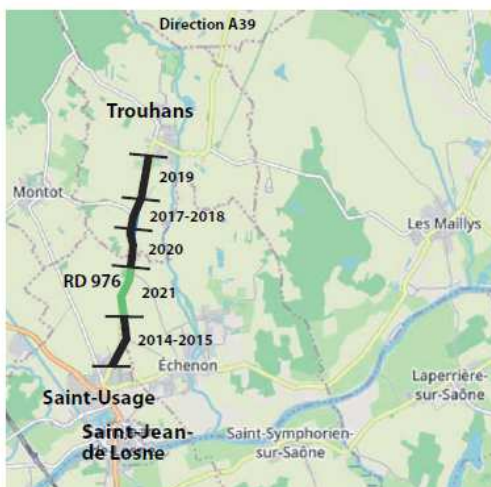 Direction A39
Trouhans
2019
Montot
2017-2018
Les Maillys
2020
RD 976
2021
2014-2015
Échenon
Laperrière-
sur-Saône
Saint-Usage
Saint-Jean-
de Losne
Saint-Symphorien-
sur-Saône